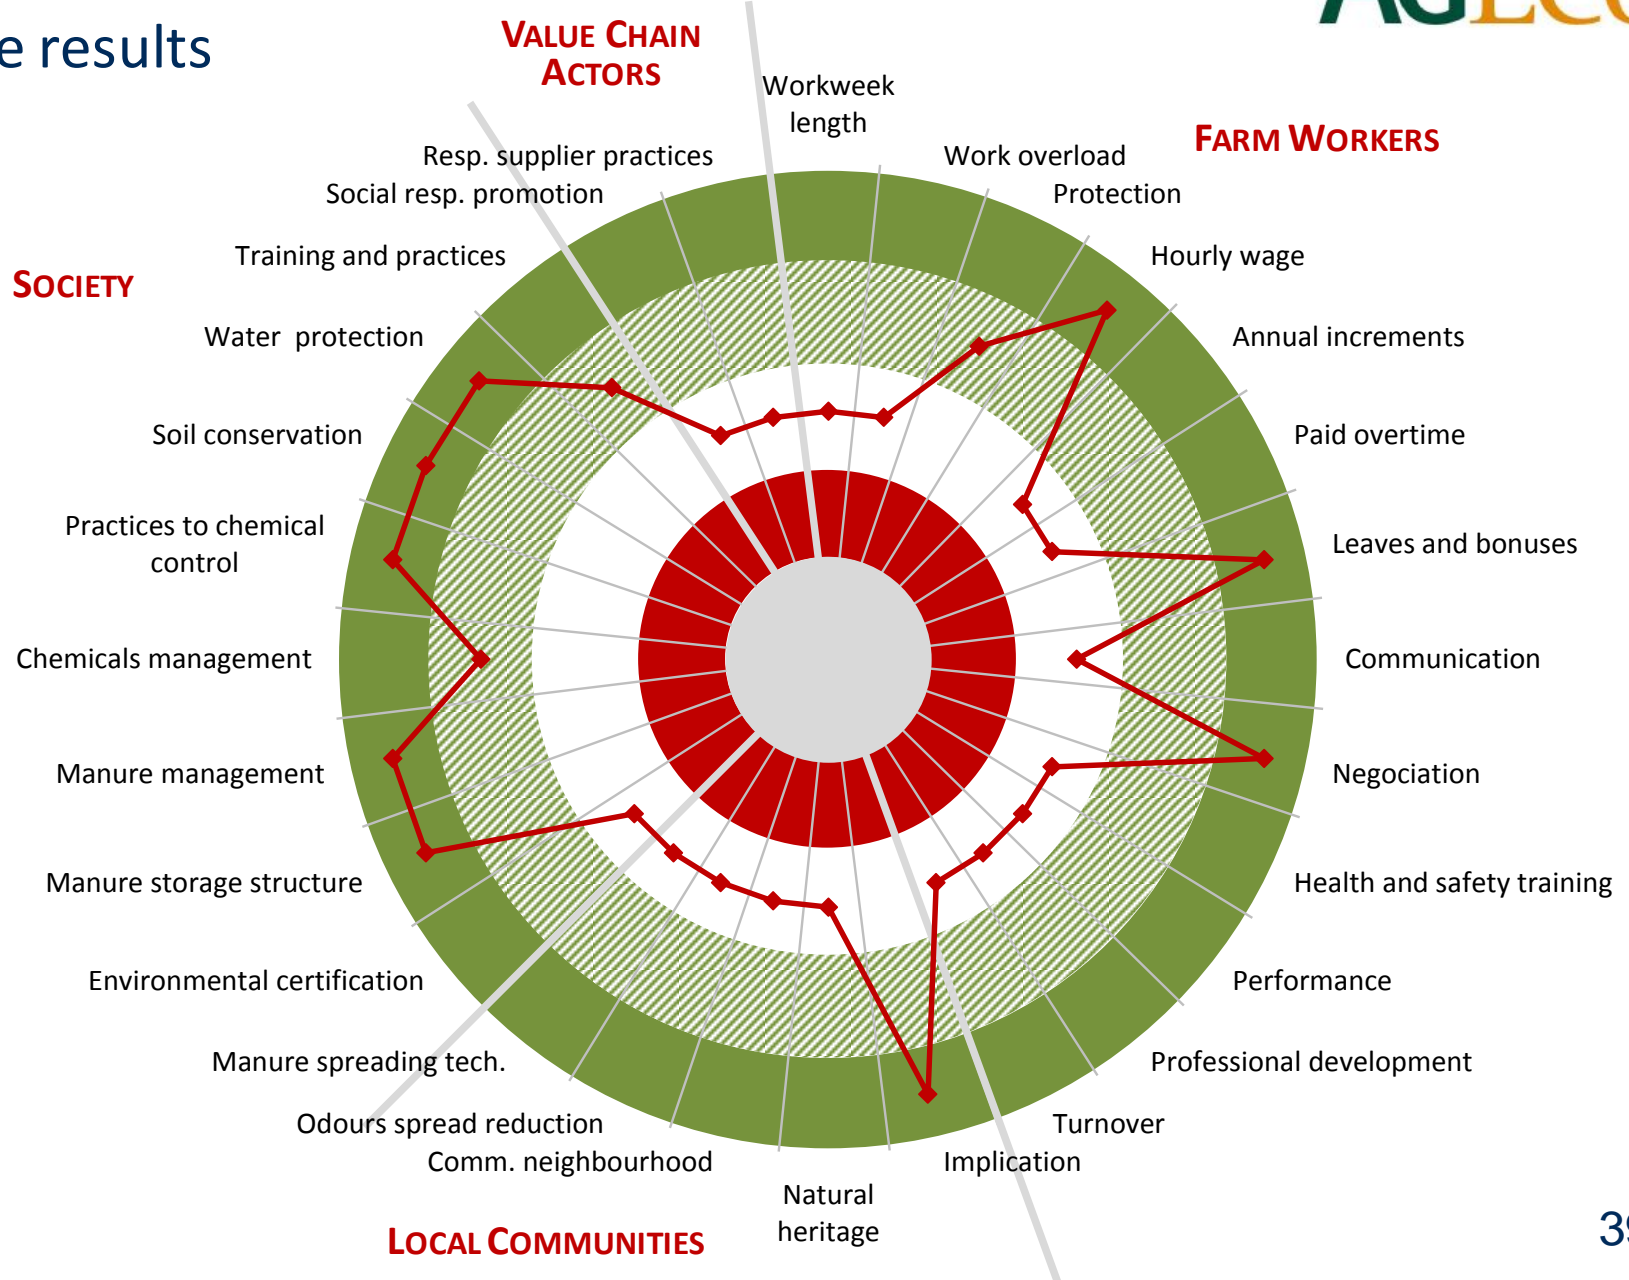 e results
AGECO
VALUE CHAIN
ACTORS
Workweek
length
FARM WORKERS
Resp. supplier practices
Work overload
Social resp. promotion
Protection
Training and practices
Hourly wage
SOCIETY
Water protection
Annual increments
Soil conservation
Paid overtime
Practices to chemical
control
Leaves and bonuses
Chemicals management
Communication
Manure management
Negociation
Manure storage structure
Health and safety training
Environmental certification
Performance
Manure spreading tech.
Professional development
Odours spread reduction
Turnover
Comm. neighbourhood
Implication
Natural
heritage
LOCAL COMMUNITIES
39